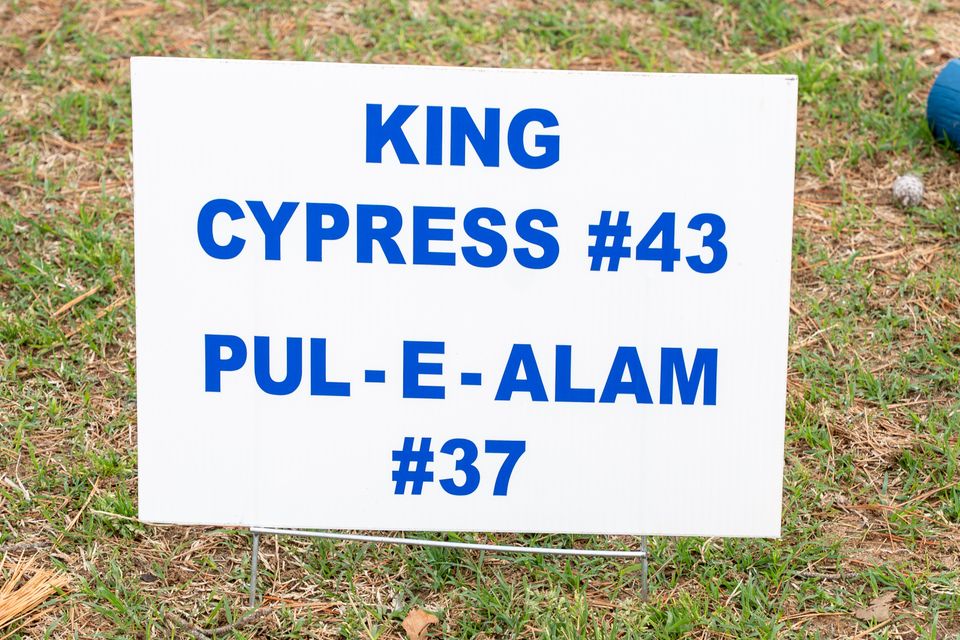 KING
CYPRESS #43
PUL-E-ALAM
#37